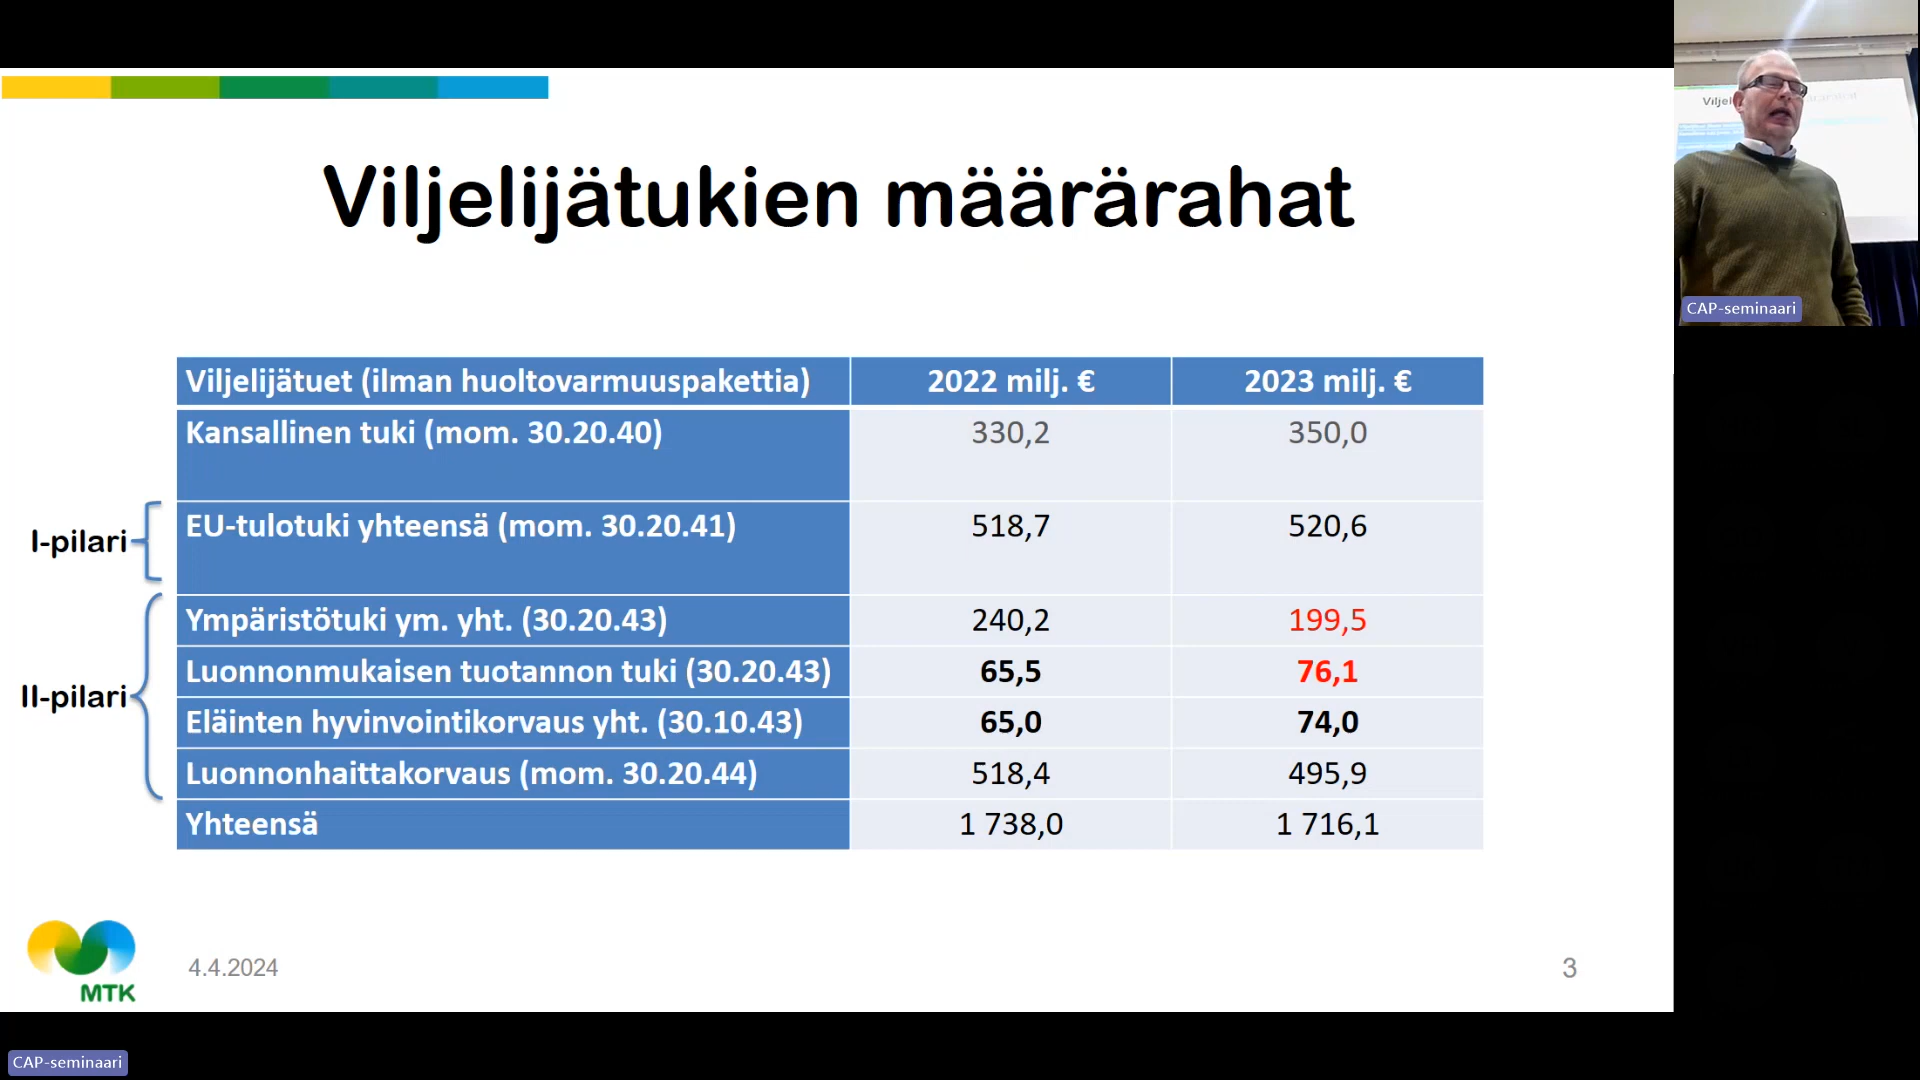 Viljelijätukien määrärahat
Viljelijätuet (ilman huoltovarmuuspakettia) 2022 milj. € 2023 milj. €
Kansallinen tuki (mom. 30.20.40) 330,2 350,0
I-pilari
EU-tulotuki yhteensä (mom. 30.20.41) 518,7 520,6
II-pilari
Ympäristötuki ym. yht. (30.20.43) 240,2 199,5
Luonnonmukaisen tuotannon tuki (30.20.43) 65,5 76,1
Eläinten hyvinvointikorvaus yht. (30.10.43) 65,0 74,0
Luonnonhaittakorvaus (mom. 30.20.44) 518,4 495,9
Yhteensä 1 738,0 1 716,1
MTK
4.4.2024
3
CAP-seminaari
CAP-seminaari